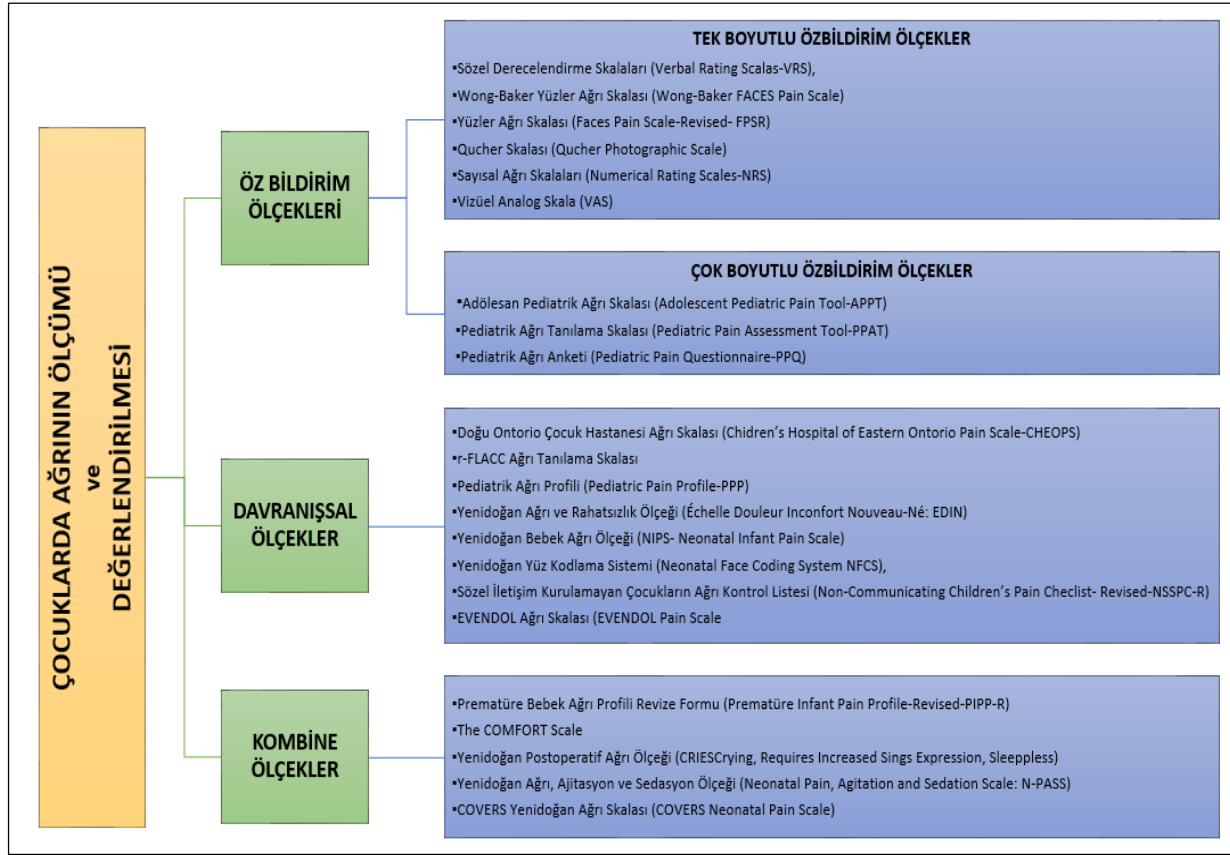 ÇOCUKLARDA AĞRININ ÖLÇÜMÜ
ve
DEĞERLENDİRİLMESİ
ÖZ BİLDİRİM
ÖLÇEKLERİ
TEK BOYUTLU ÖZBİLDİRİM ÖLÇEKLER
▪Sözel Derecelendirme Skalaları (Verbal Rating Scalas-VRS),
▪Wong-Baker Yüzler Ağrı Skalası (Wong-Baker FACES Pain Scale)
▪Yüzler Ağrı Skalası (Faces Pain Scale-Revised- FPSR)
▪Qucher Skalası (Qucher Photographic Scale)
▪Sayısal Ağrı Skalaları (Numerical Rating Scales-NRS)
▪Vizüel Analog Skala (VAS)
ÇOK BOYUTLU ÖZBİLDİRİM ÖLÇEKLER
▪Adölesan Pediatrik Ağrı Skalası (Adolescent Pediatric Pain Tool-APPT)
▪Pediatrik Ağrı Tanılama Skalası (Pediatric Pain Assessment Tool-PPAT)
▪Pediatrik Ağrı Anketi (Pediatric Pain Questionnaire-PPQ)
DAVRANIŞSAL
ÖLÇEKLER
▪Doğu Ontorio Çocuk Hastanesi Ağrı Skalası (Chidren’s Hospital of Eastern Ontorio Pain Scale-CHEOPS)
▪r-FLACC Ağrı Tanılama Skalası
▪Pediatrik Ağrı Profili (Pediatric Pain Profile-PPP)
▪Yenidoğan Ağrı ve Rahatsızlık Ölçeği (Échelle Douleur Inconfort Nouveau-Né: EDIN)
▪Yenidoğan Bebek Ağrı Ölçeği (NIPS- Neonatal Infant Pain Scale)
▪Yenidoğan Yüz Kodlama Sistemi (Neonatal Face Coding System NFCS),
▪Sözel İletişim Kurulamayan Çocukların Ağrı Kontrol Listesi (Non-Communicating Children’s Pain Checlist- Revised-NSSPC-R)
▪EVENDOL Ağrı Skalası (EVENDOL Pain Scale
KOMBİNE
ÖLÇEKLER
▪Prematüre Bebek Ağrı Profili Revize Formu (Prematüre Infant Pain Profile-Revised-PIPP-R)
▪The COMFORT Scale
▪Yenidoğan Postoperatif Ağrı Ölçeği (CRIESCrying, Requires Increased Sings Expression, Sleeppless)
▪Yenidoğan Ağrı, Ajitasyon ve Sedasyon Ölçeği (Neonatal Pain, Agitation and Sedation Scale: N-PASS)
▪COVERS Yenidoğan Ağrı Skalası (COVERS Neonatal Pain Scale)